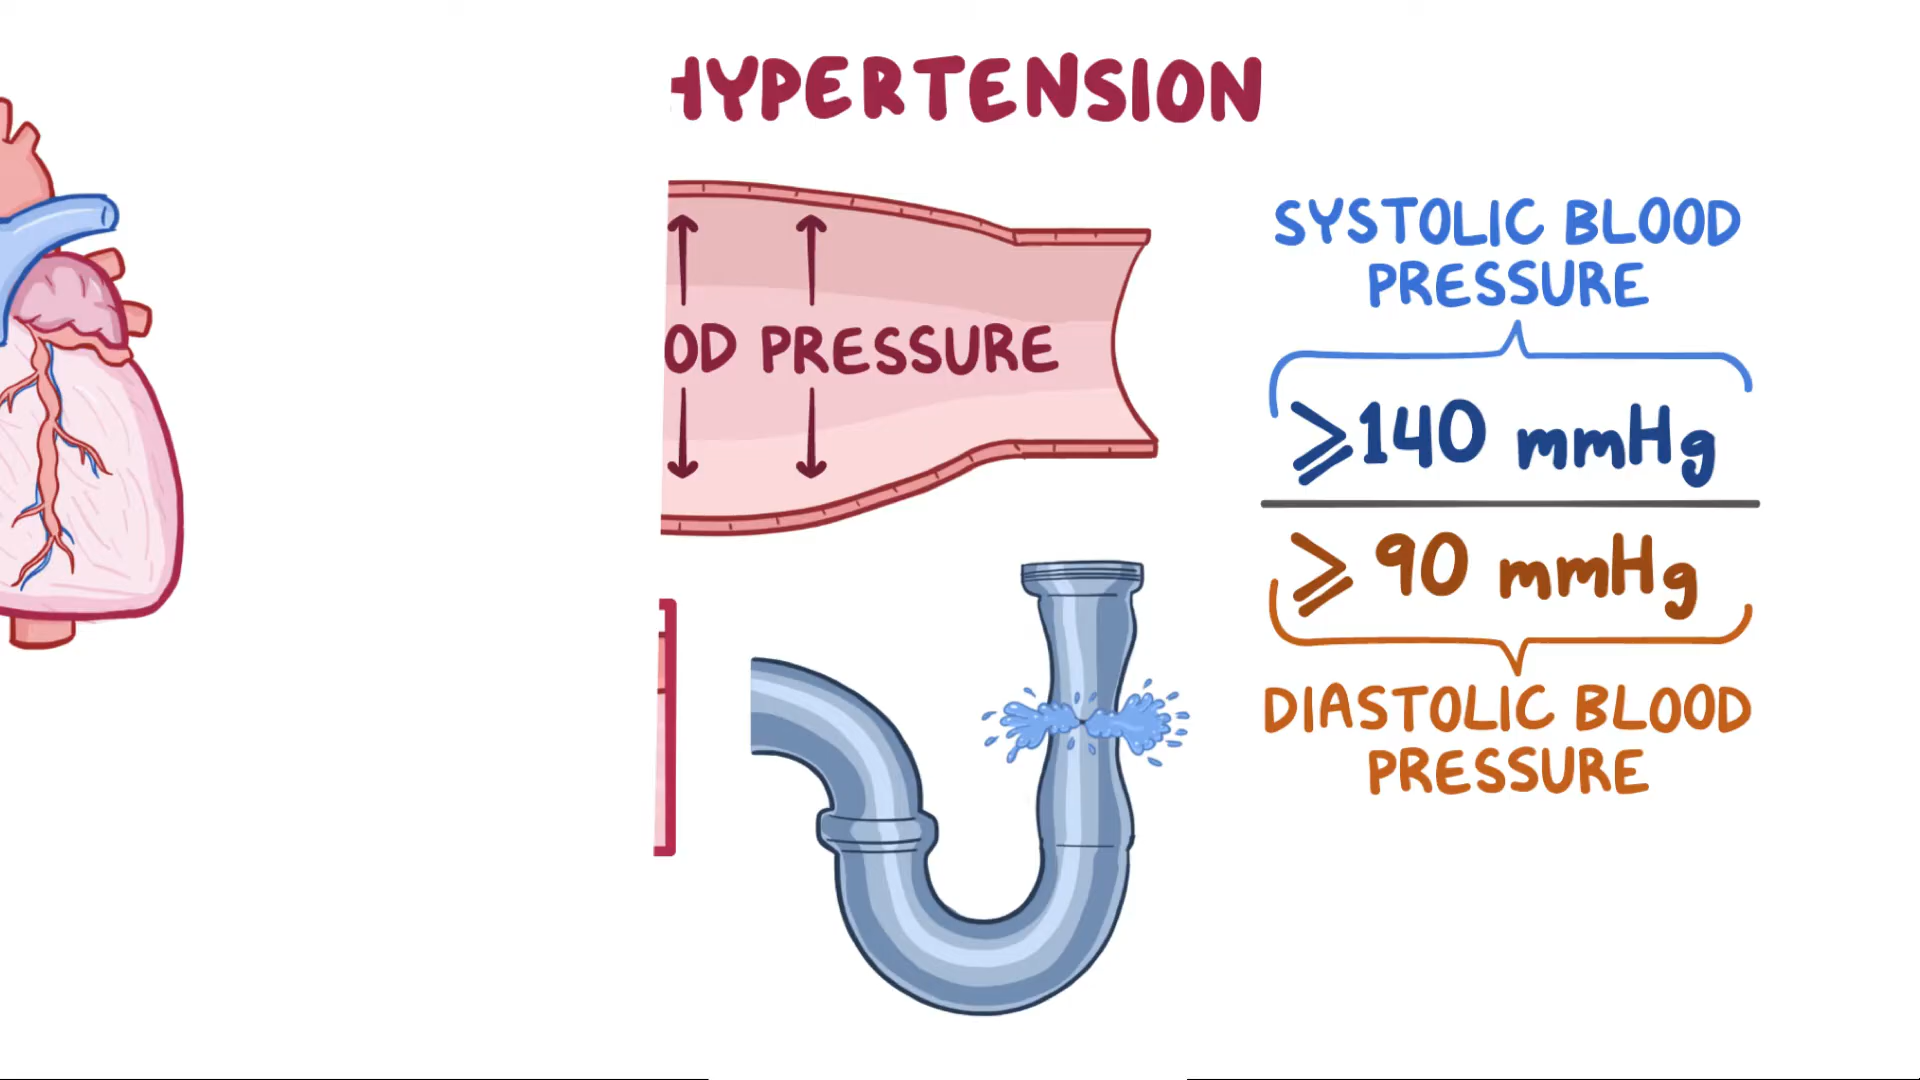 HYPERTENSION
OD PRESSURE
SYSTOLIC BLOOD
PRESSURE
≥140 mmHg
≥ 90 mmHg
DIASTOLIC BLOOD
PRESSURE